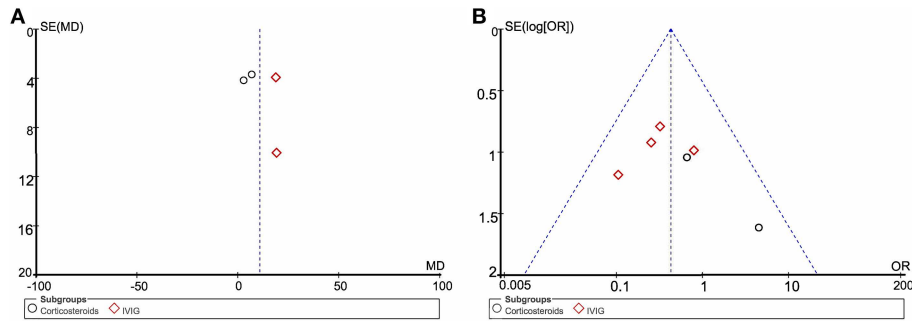 A
SE(MD)
0
4
8
12
16
20
-100
-50
0
50
100
MD
Subgroups
Corticosteroids
IVIG
B
SE(log[OR])
0
0.5
1
1.5
2
0.005
0.1
1
10
200
OR
Subgroups
Corticosteroids
IVIG